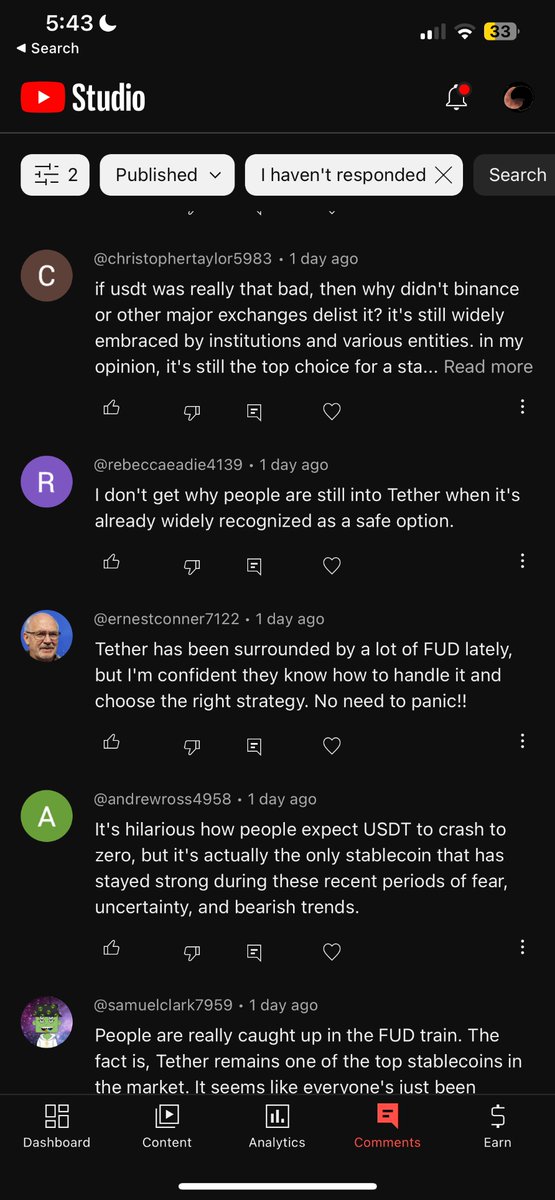 5:43
33
◀ Search
Studio
2
Published
I haven't responded
Search
C
@christophertaylor5983 • 1 day ago
if usdt was really that bad, then why didn't binance
or other major exchanges delist it? it's still widely
embraced by institutions and various entities. in my
opinion, it's still the top choice for a sta... Read more
R
@rebeccaeadie4139 • 1 day ago
I don't get why people are still into Tether when it's
already widely recognized as a safe option.
@ernestconner7122 • 1 day ago
Tether has been surrounded by a lot of FUD lately,
but I'm confident they know how to handle it and
choose the right strategy. No need to panic!!
A
@andrewross4958 • 1 day ago
It's hilarious how people expect USDT to crash to
zero, but it's actually the only stablecoin that has
stayed strong during these recent periods of fear,
uncertainty, and bearish trends.
@samuelclark7959 • 1 day ago
People are really caught up in the FUD train. The
fact is, Tether remains one of the top stablecoins in
the market. It seems like everyone's just been
Dashboard
Content
Analytics
Comments
Earn